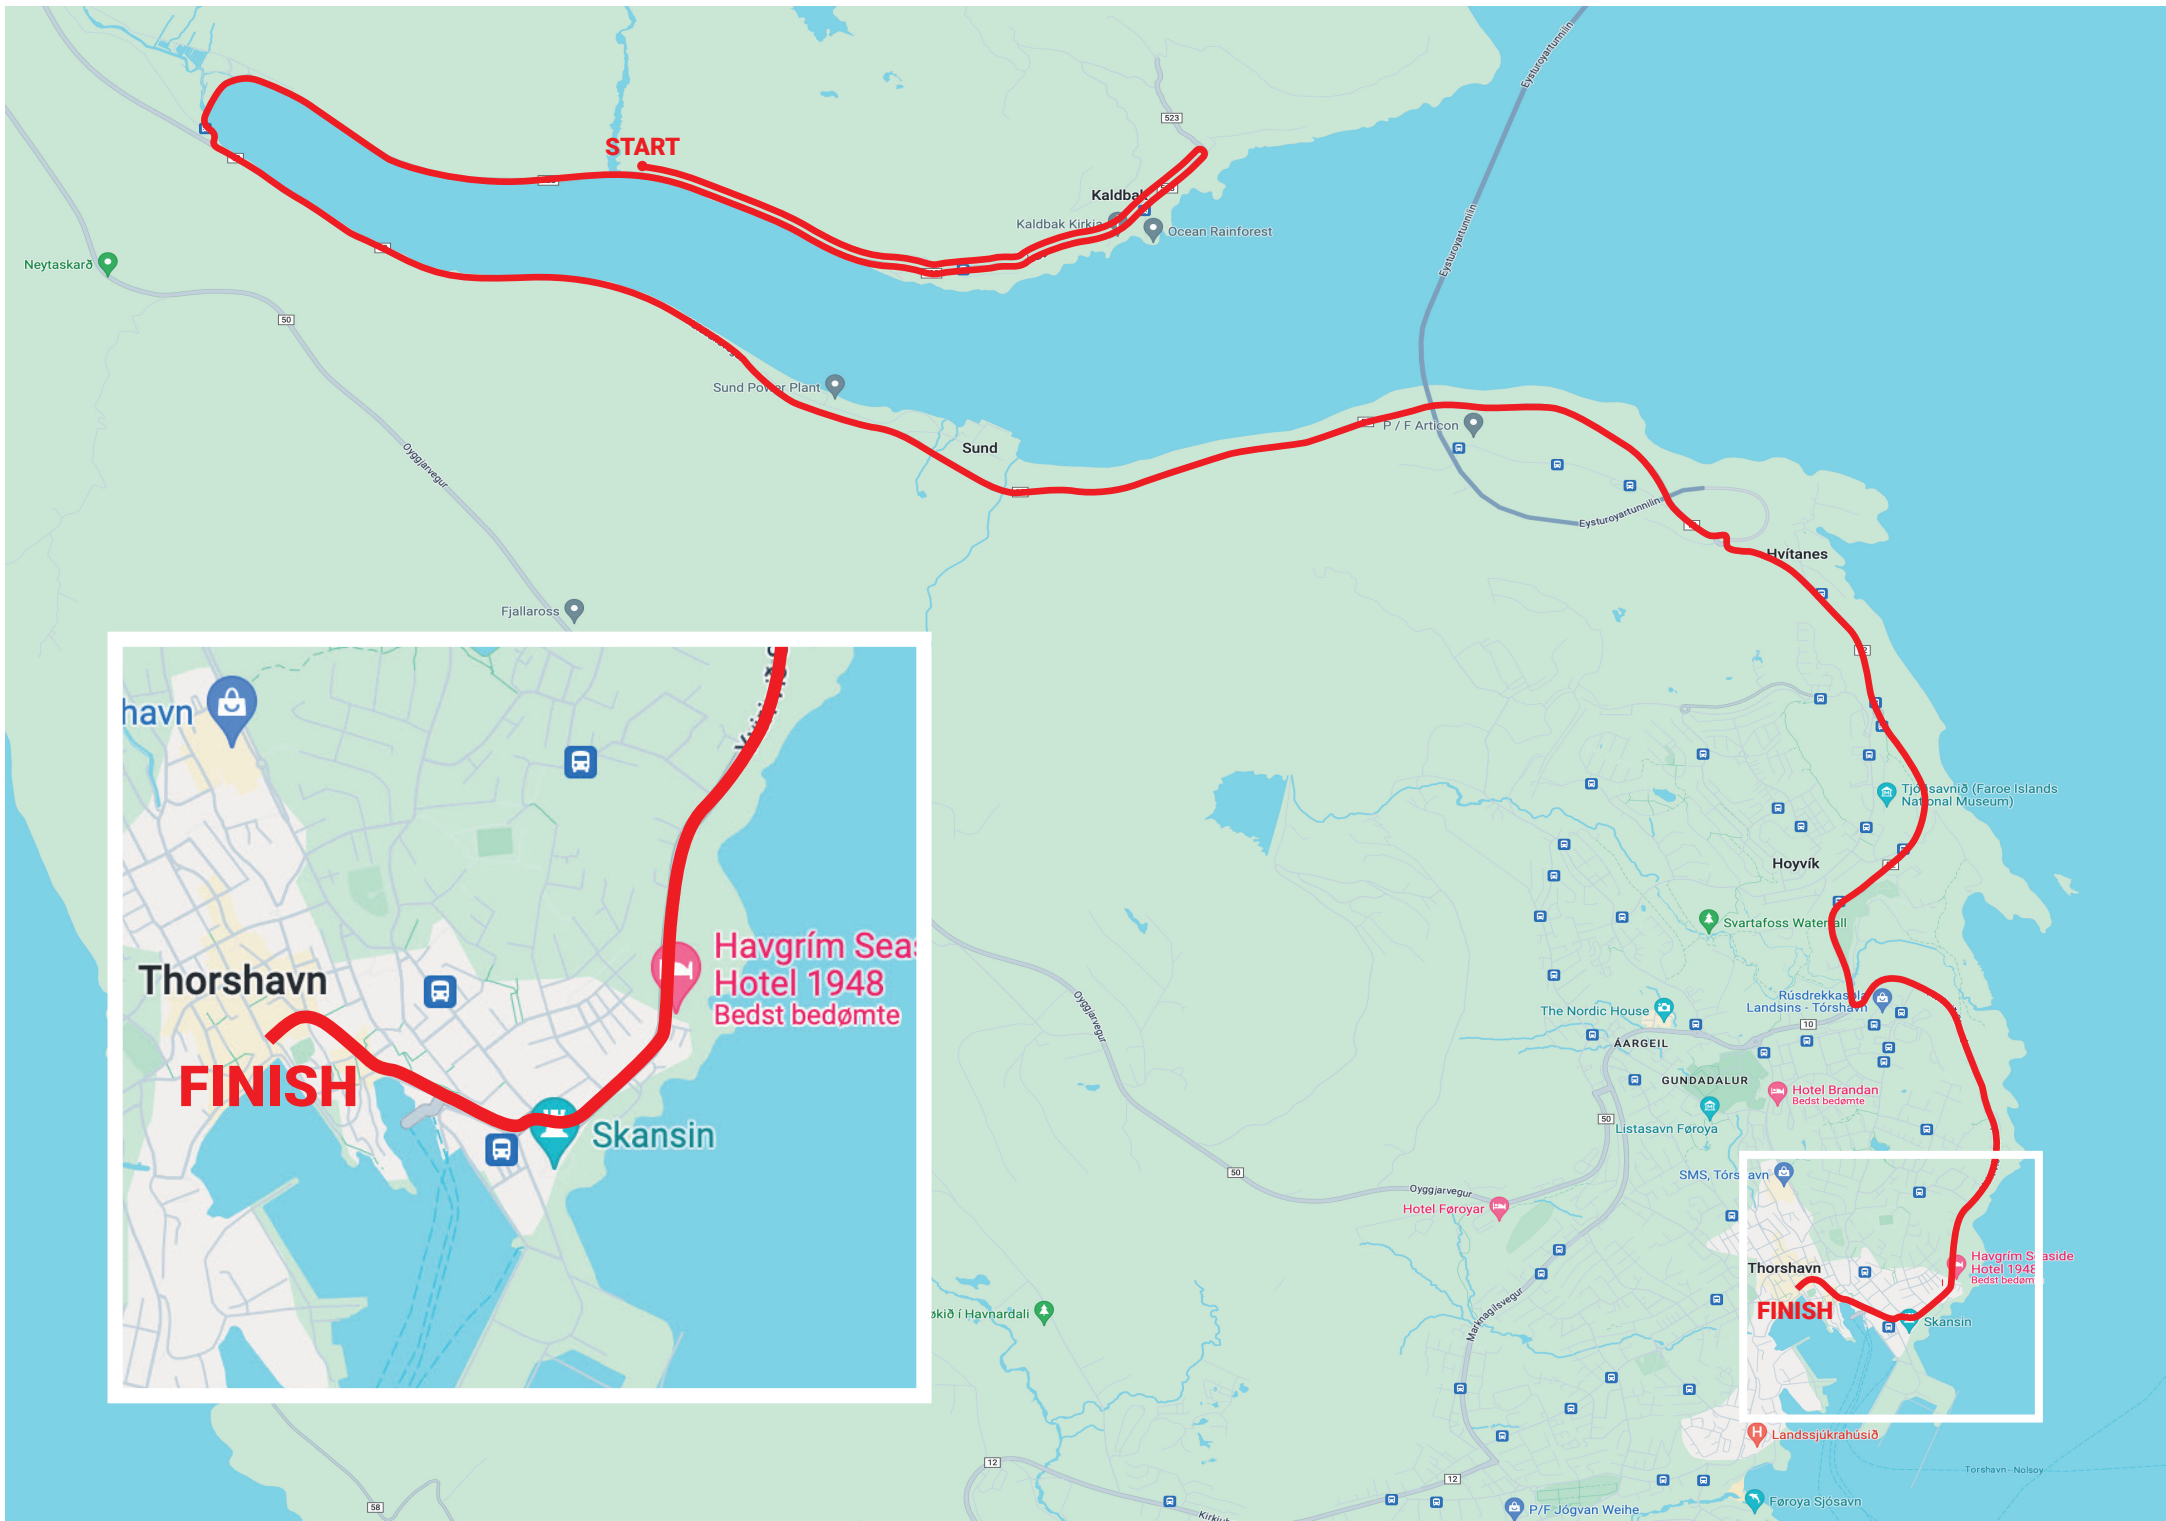 Eysturoyartunnilin
START
523
Kaldbak
Kaldbak Kirkja
Ocean Rainforest
Eysturoyartunnilin
Neytaskarð
50
Sund Power Plant
P / F Articon
Oyggjarvegur
Sund
Eysturoyartunnilin
Hvítanes
Fjallaross
havn
Thorshavn
FINISH
Havgrím Seas
Hotel 1948
Bedst bedømte
Skansin
Tjóðsavnið (Faroe Islands
National Museum)
Hoyvík
Svartafoss Waterfall
Rúsdrekkasøla
Landsins - Tórshavn
The Nordic House
10
Oyggjarvegur
ÁARGEIL
GUNDADALUR
Hotel Brandan
Bedst bedømte
50
Listasavn Føroya
50
Oyggjarvegur
SMS, Tórshavn
Hotel Føroyar
Havgrím Seaside
Hotel 1948
Bedst bedøm
Thorshavn
FINISH
Skansin
økið í Havnardali
Marknagilsvegur
Landssjúkrahúsið
12
12
Torshavn - Nolsoy
58
P/F Jógvan Weihe
Føroya Sjósavn